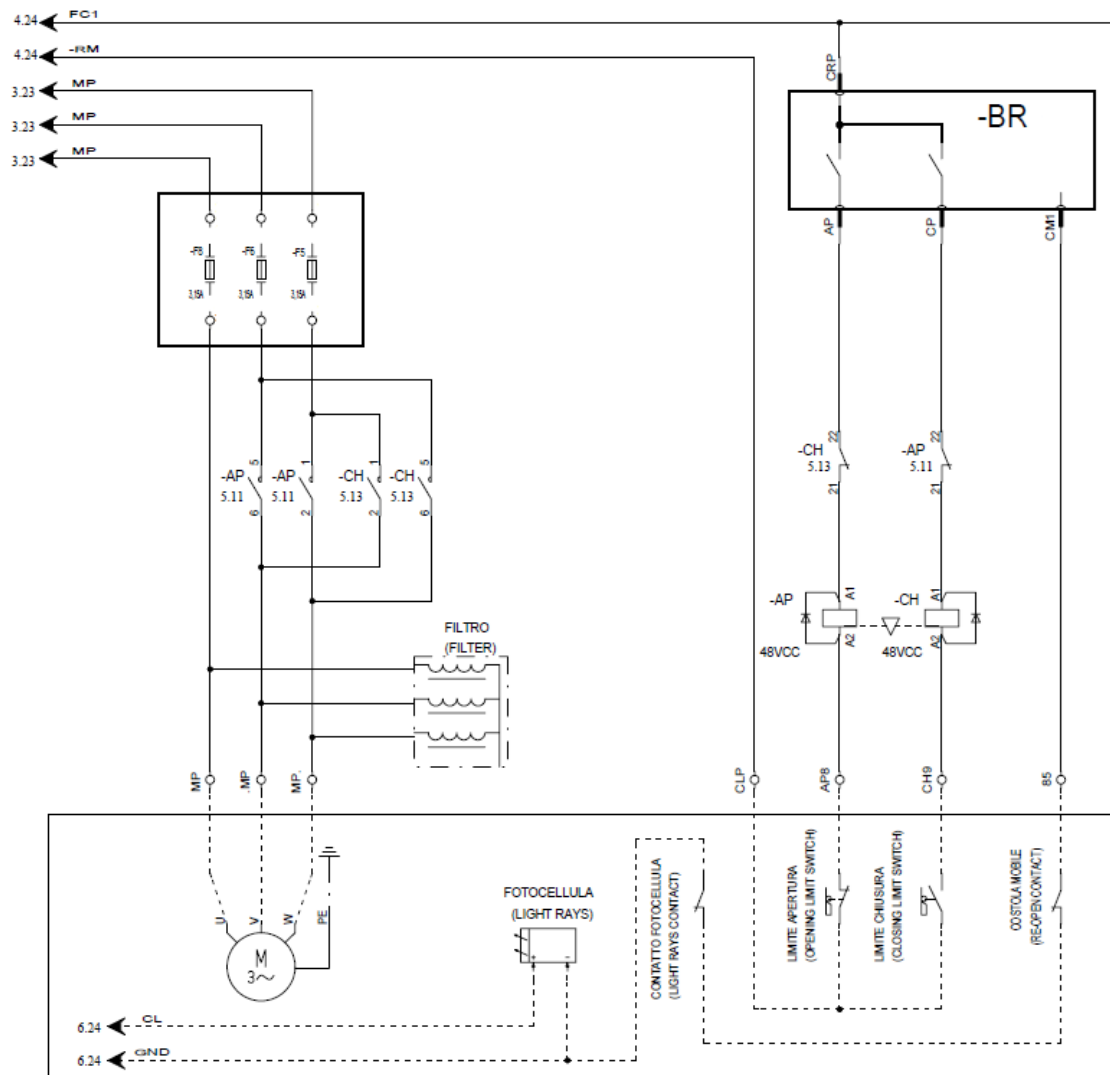 4.24 FC1
4.24 -RM
3.23 MP
3.23 MP
3.23 MP
CRP
-BR
AP
CP
CM1
-F8
-F6
-F5
3,15A
3,15A
3,15A
-AP
5.11
5
6
-AP
5.11
1
2
-CH
5.13
1
2
-CH
5.13
5
6
-CH
5.13
22
21
-AP
5.11
22
21
-AP
48VCC
A1
A2
-CH
48VCC
A1
A2
FILTRO
(FILTER)
MP
.MP
MP.
CLP
AP8
CH9
85
U
V
W
PE
M
3~
FOTOCELLULA
(LIGHT RAYS)
+
-
CONTATTO FOTOCELLULA
(LIGHT RAYS CONTACT)
LIMITE APERTURA
(OPENING LIMIT SWITCH)
LIMITE CHIUSURA
(CLOSING LIMIT SWITCH)
COSTOLA MOBILE
(RE-OPEN CONTACT)
6.24 CL
6.24 GND